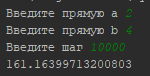 Введите прямую a 2
Введите прямую b 4
Введите шаг 10000
161.16399713200803